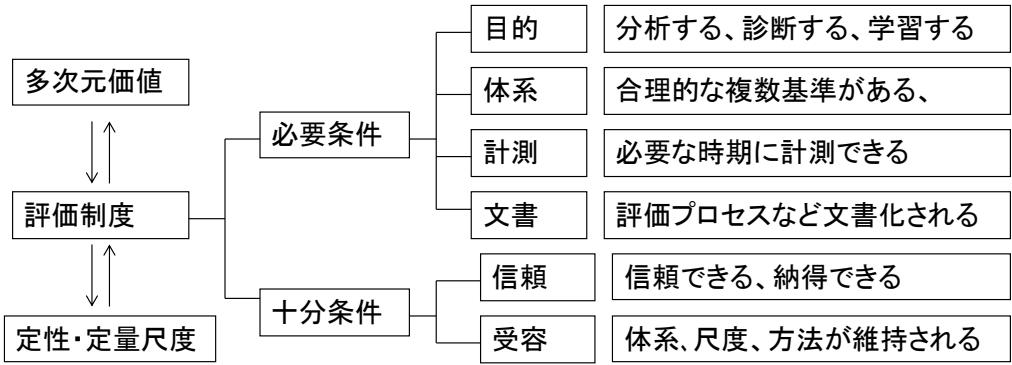 目的
分析する、診断する、学習する
多次元価値
体系
合理的な複数基準がある、
必要条件
計測
必要な時期に計測できる
評価制度
文書
評価プロセスなど文書化される
信頼
信頼できる、納得できる
十分条件
定性・定量尺度
受容
体系、尺度、方法が維持される